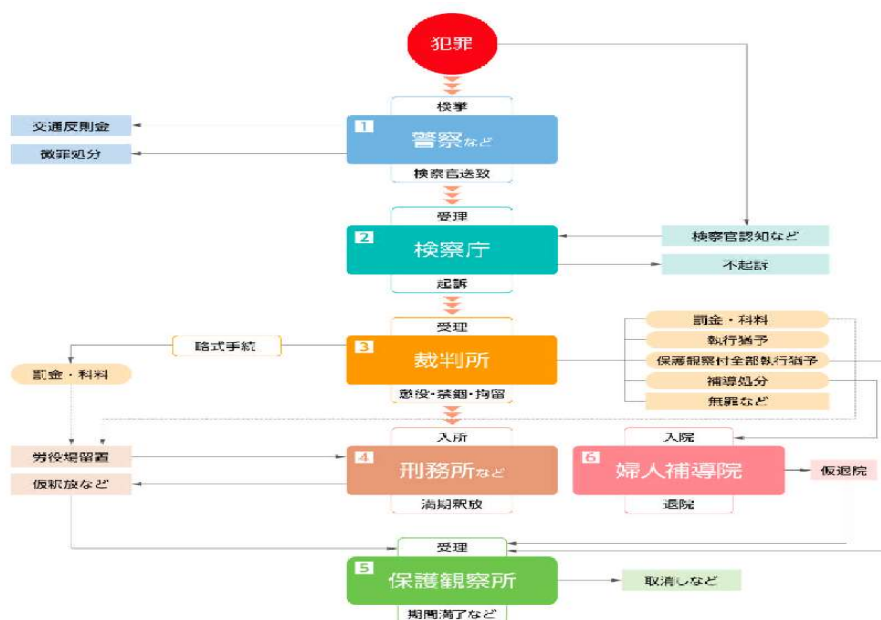 犯罪
検挙
交通反則金
1
警察など
微罪処分
検察官送致
受理
2
検察庁
検察官認知など
不起訴
起訴
受理
罰金・科料
略式手続
3
裁判所
執行猶予
保護観察付全部執行猶予
罰金・科料
補導処分
懲役・禁錮・拘留
無罪など
入所
入院
労役場留置
4
刑務所など
6
婦人補導院
仮退院
仮釈放など
満期釈放
退院
受理
5
保護観察所
取消しなど
期間満了など